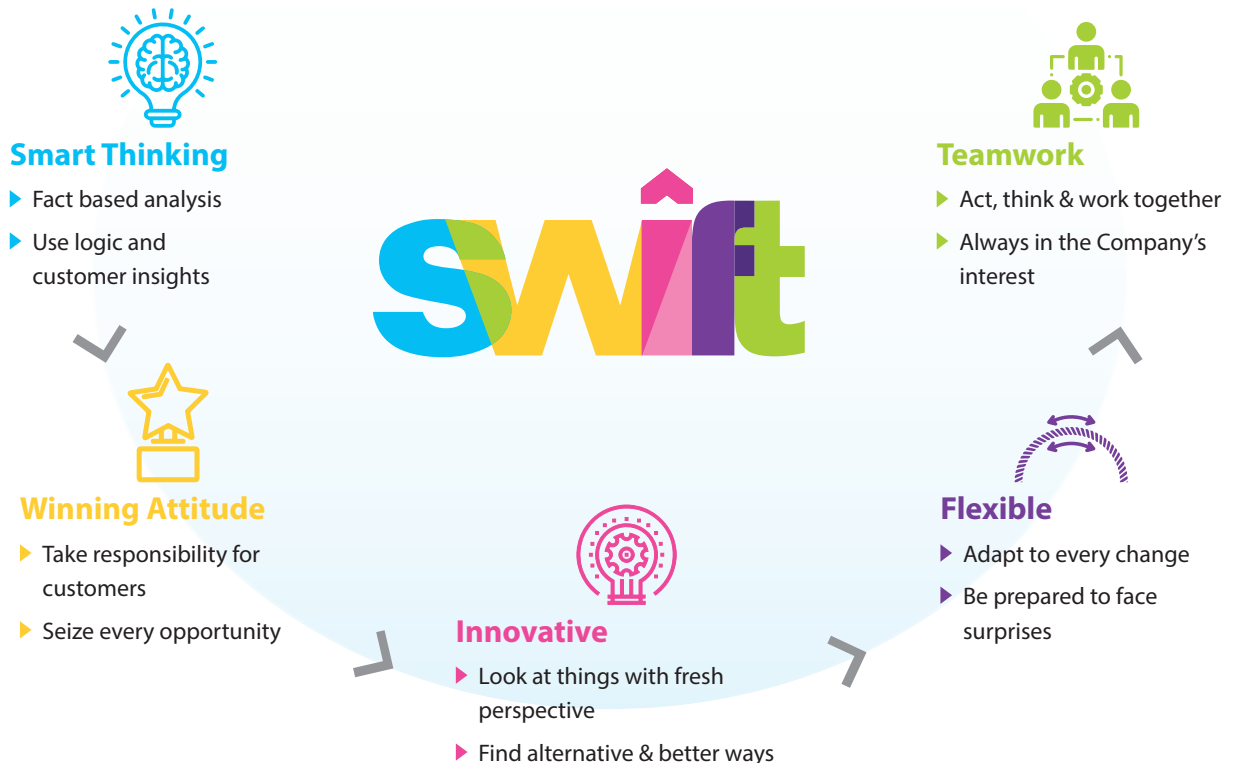 Smart Thinking
Fact based analysis
Use logic and
customer insights
swift
Teamwork
Act, think & work together
Always in the Company’s
interest
Winning Attitude
Take responsibility for
customers
Seize every opportunity
Innovative
Look at things with fresh
perspective
Find alternative & better ways
Flexible
Adapt to every change
Be prepared to face
surprises